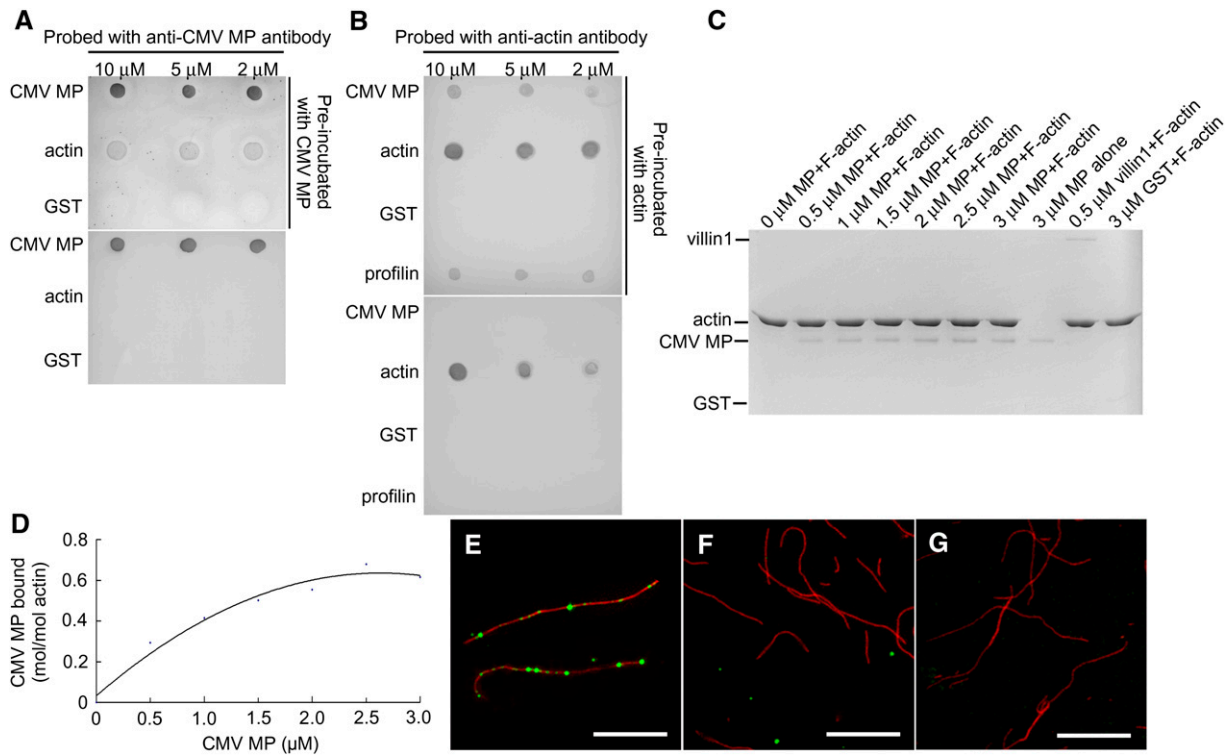 A
Probed with anti-CMV MP antibody
10 µM 5 µM 2 µM
CMV MP
actin
GST
Pre-incubated
with CMV MP
CMV MP
actin
GST
B
Probed with anti-actin antibody
10 µM 5 µM 2 µM
CMV MP
actin
GST
profilin
Pre-incubated
with actin
CMV MP
actin
GST
profilin
C
0 µM MP+F-actin
0.5 µM MP+F-actin
1 µM MP+F-actin
1.5 µM MP+F-actin
2 µM MP+F-actin
2.5 µM MP+F-actin
3 µM MP+F-actin
3 µM MP alone
0.5 µM villin1+F-actin
3 µM GST+F-actin
villin1
actin
CMV MP
GST
D
CMV MP bound
(mol/mol actin)
0.8
0.6
0.4
0.2
0
0 0.5 1.0 1.5 2.0 2.5 3.0
CMV MP (µM)
E
F
G